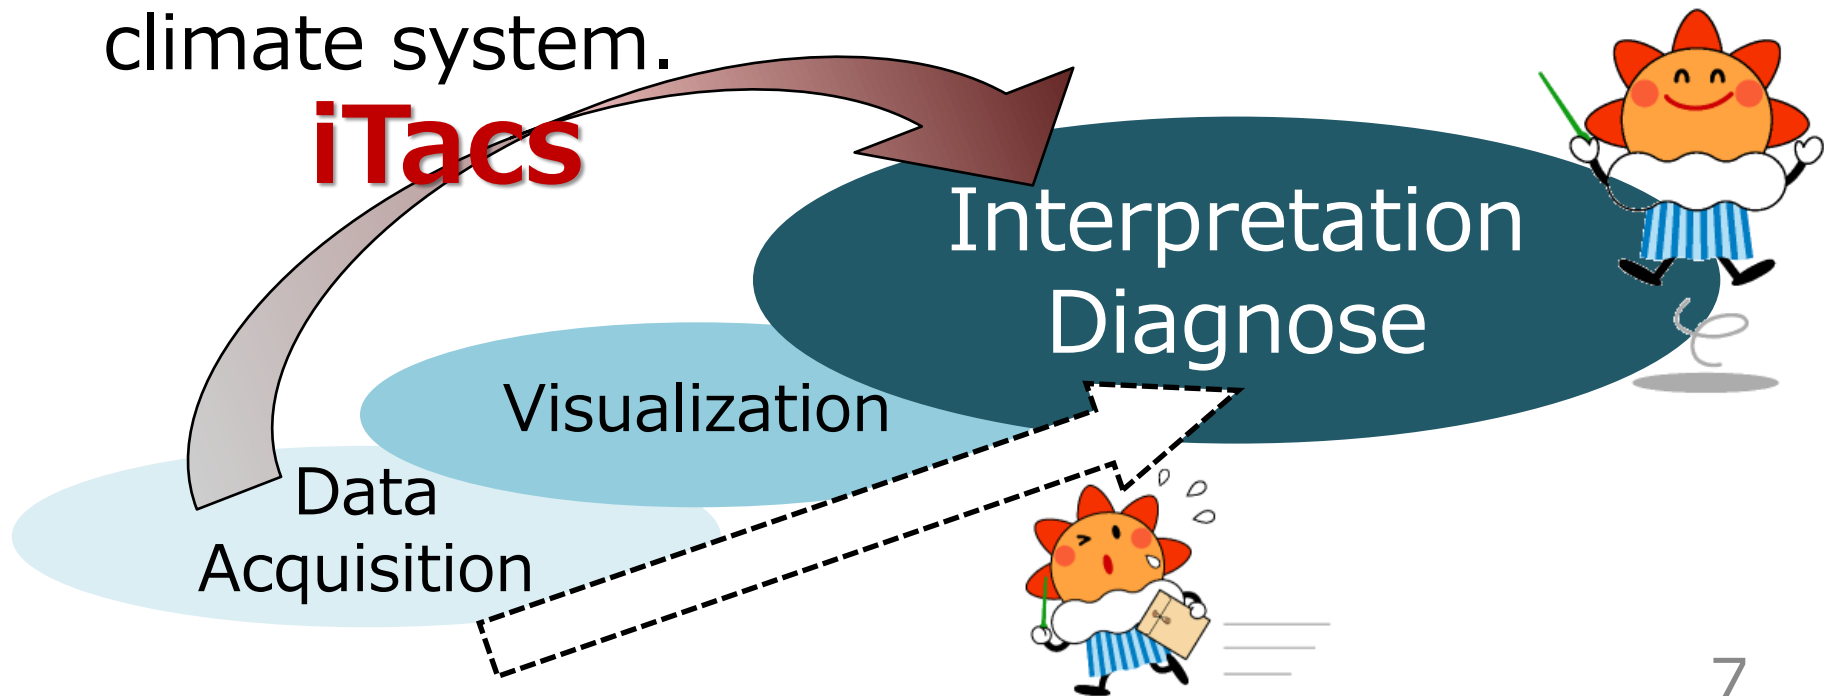 climate system.
iTacs
Interpretation
Diagnose
Visualization
Data
Acquisition
7